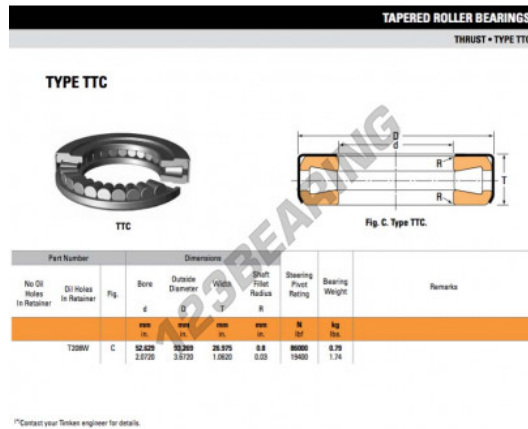 TAPERED ROLLER BEARINGS
THRUST • TYPE TTC
TYPE TTC
TTC
D
d
R
T
R
Fig. C. Type TTC.
123BEARING
Part Number Dimensions
No Oil Holes In Retainer Oil Holes In Retainer Fig. Bore Outside Diameter Width Shaft Fillet Radius Steering Pivot Rating Bearing Weight Remarks
d D T R
mm mm mm mm N kg
in. in. in. in. lbf lbs.
T208W C 52.629 93.269 26.975 0.8 86000 0.79
2.0720 3.6720 1.0620 0.03 19400 1.74
(*)Contact your Timken engineer for details.